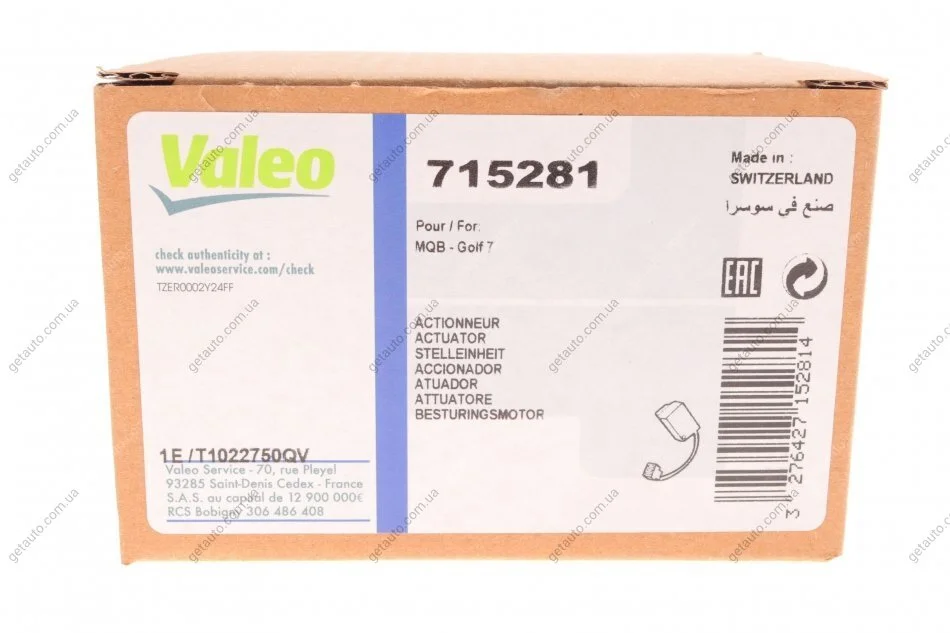 Valeo
check authenticity at :
www.valeoservice.com/check
TZER0002Y24FF
1E /T1022750QV
Valeo Service - 70, rue Pleyel
93285 Saint-Denis Cedex - France
S.A.S. au capital de 12 900 000€
RCS Bobigny 306 486 408
715281
Pour / For:
MQB - Golf 7
ACTIONNEUR
ACTUATOR
STELLEINHEIT
ACCIONADOR
ATUADOR
ATTUATORE
BESTURINGSMOTOR
Made in :
SWITZERLAND
صنع في سوسرا
EAC
3 276427 152814
getauto.com.ua